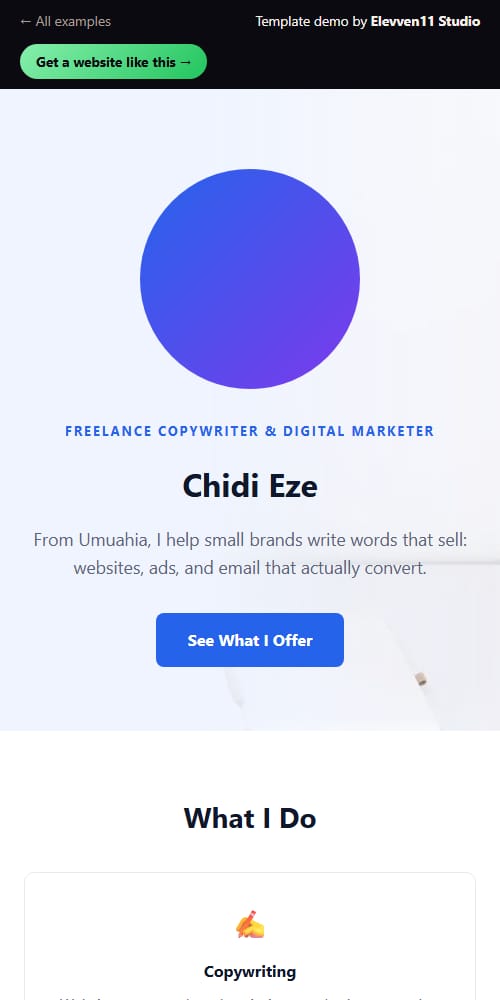 ← All examples
Template demo by Elevven11 Studio
Get a website like this →
FREELANCE COPYWRITER & DIGITAL MARKETER
Chidi Eze
From Umuahia, I help small brands write words that sell:
websites, ads, and email that actually convert.
See What I Offer
What I Do
Copywriting